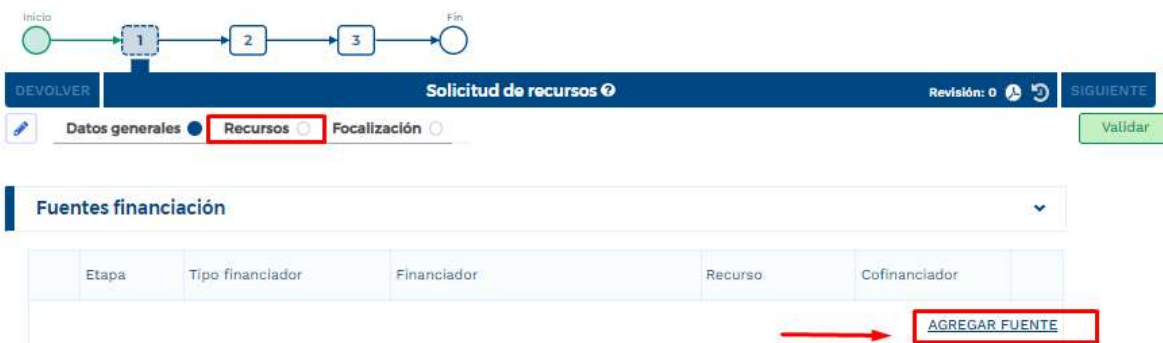 Inicio
Fin
1
2
3
DEVOLVER
Solicitud de recursos
Revisión: 0
SIGUIENTE
Datos generales
Recursos
Focalización
Validar
Fuentes financiación
Etapa
Tipo financiador
Financiador
Recurso
Cofinanciador
AGREGAR FUENTE